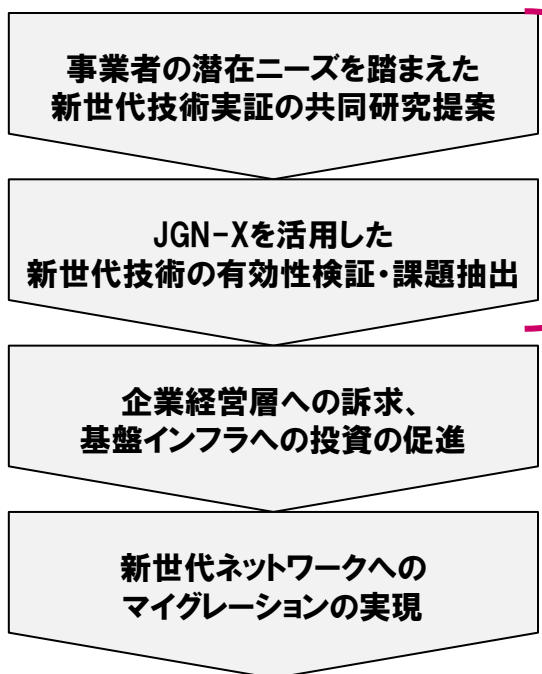 事業者の潜在ニーズを踏まえた
新世代技術実証の共同研究提案
JGN-Xを活用した
新世代技術の有効性検証・課題抽出
企業経営層への訴求、
基盤インフラへの投資の促進
新世代ネットワークへの
マイグレーションの実現